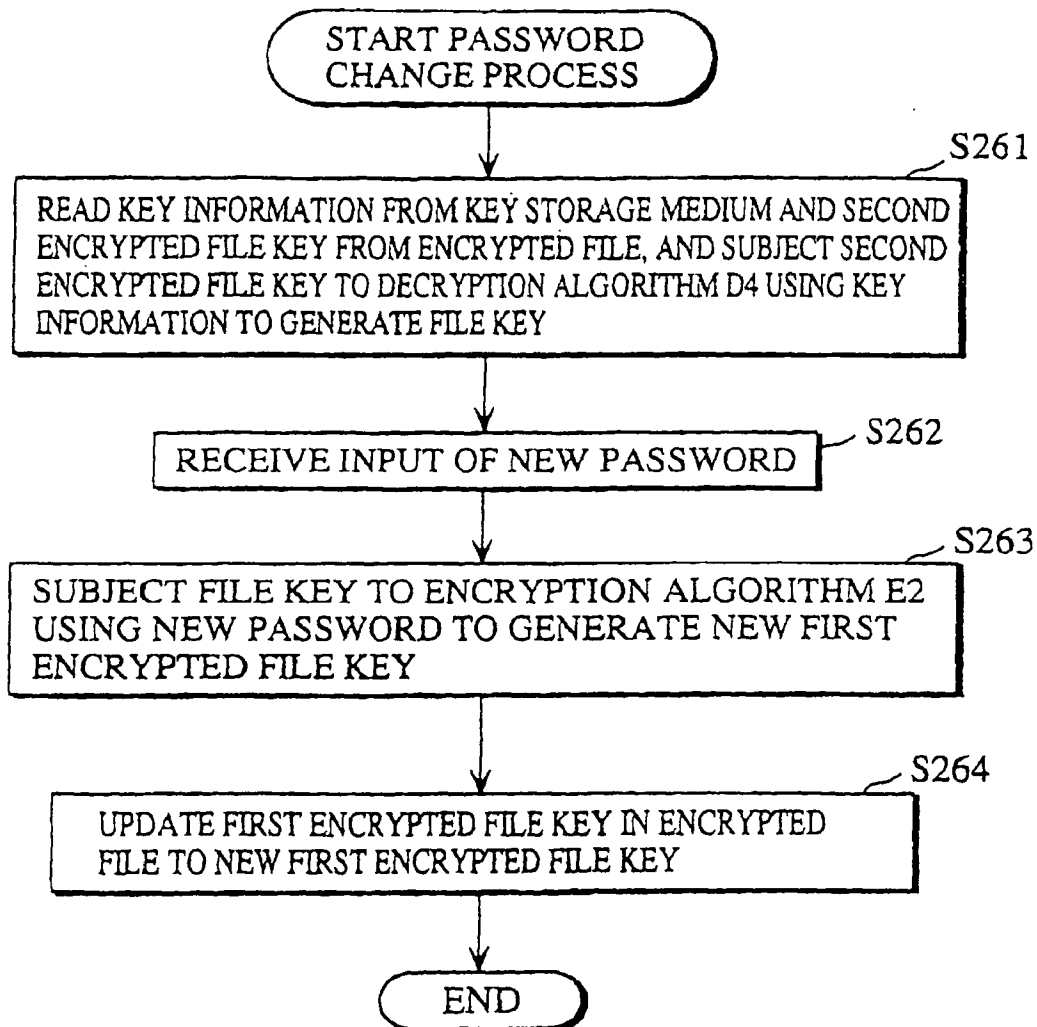 START PASSWORD
CHANGE PROCESS
S261
READ KEY INFORMATION FROM KEY STORAGE MEDIUM AND SECOND
ENCRYPTED FILE KEY FROM ENCRYPTED FILE, AND SUBJECT SECOND
ENCRYPTED FILE KEY TO DECRYPTION ALGORITHM D4 USING KEY
INFORMATION TO GENERATE FILE KEY
S262
RECEIVE INPUT OF NEW PASSWORD
S263
SUBJECT FILE KEY TO ENCRYPTION ALGORITHM E2
USING NEW PASSWORD TO GENERATE NEW FIRST
ENCRYPTED FILE KEY
S264
UPDATE FIRST ENCRYPTED FILE KEY IN ENCRYPTED
FILE TO NEW FIRST ENCRYPTED FILE KEY
END